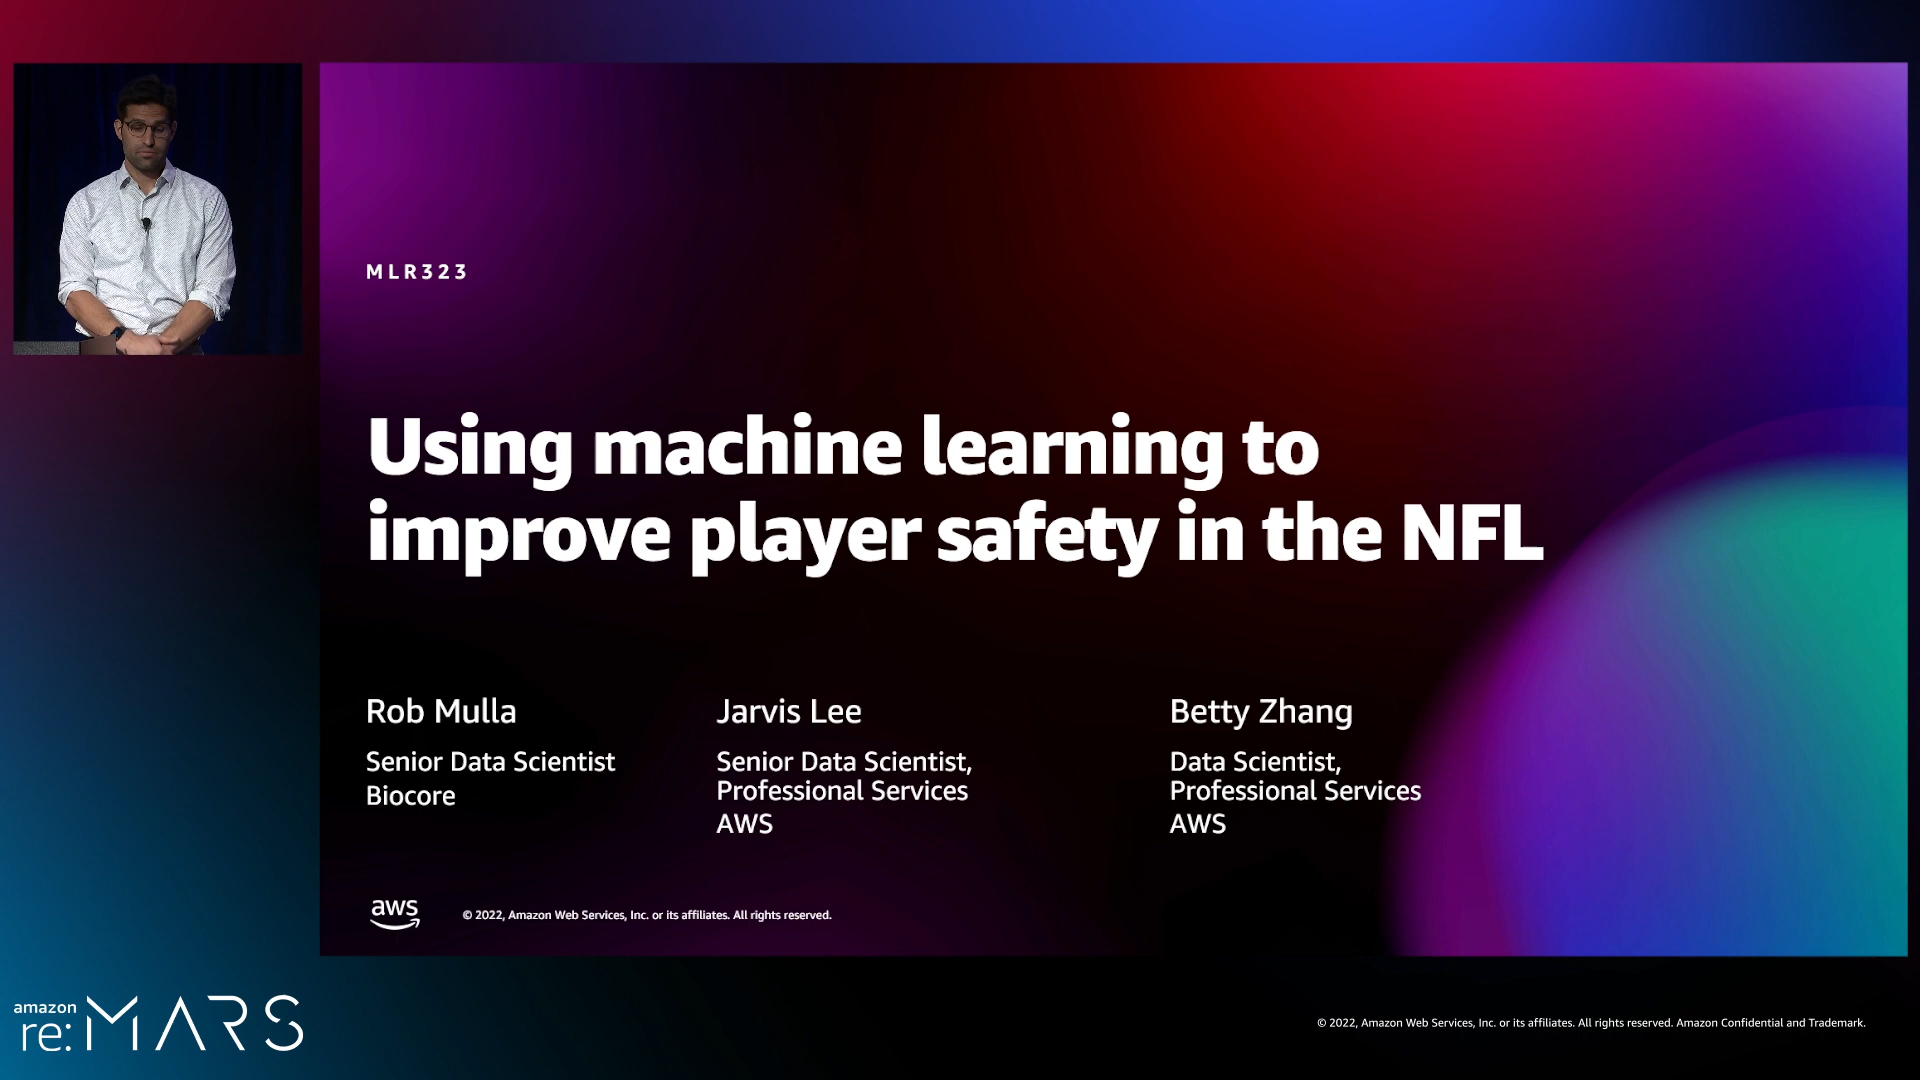 MLR323
Using machine learning to
improve player safety in the NFL
Rob Mulla
Senior Data Scientist
Biocore
Jarvis Lee
Senior Data Scientist,
Professional Services
AWS
Betty Zhang
Data Scientist,
Professional Services
AWS
aws
© 2022, Amazon Web Services, Inc. or its affiliates. All rights reserved.
amazon
re:MARS
© 2022, Amazon Web Services, Inc. or its affiliates. All rights reserved. Amazon Confidential and Trademark.